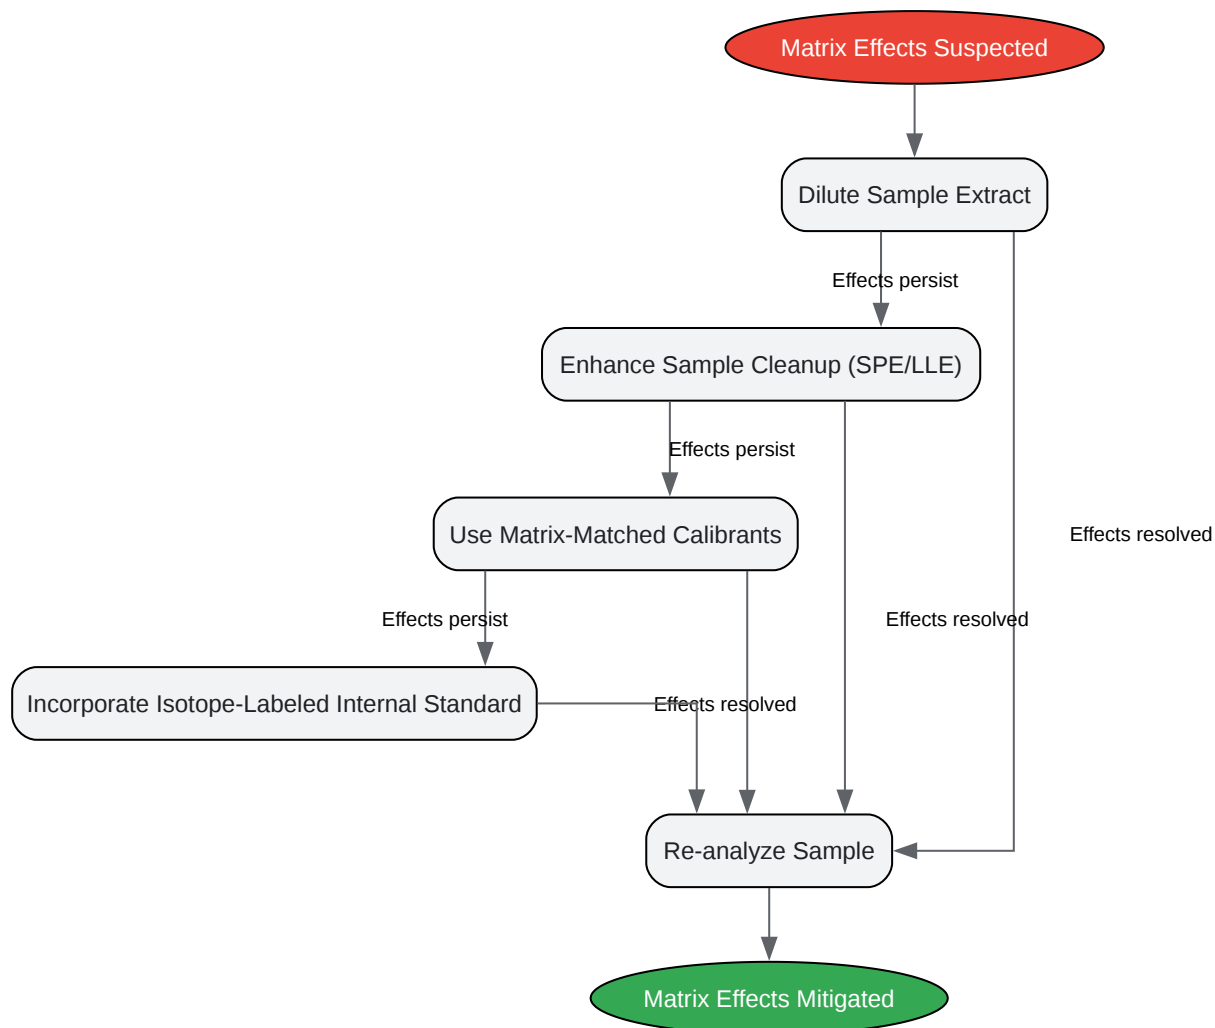 Matrix Effects Suspected
Dilute Sample Extract
Effects persist
Enhance Sample Cleanup (SPE/LLE)
Effects persist
Use Matrix-Matched Calibrants
Effects resolved
Effects persist
Effects resolved
Incorporate Isotope-Labeled Internal Standard
Effects resolved
Re-analyze Sample
Matrix Effects Mitigated